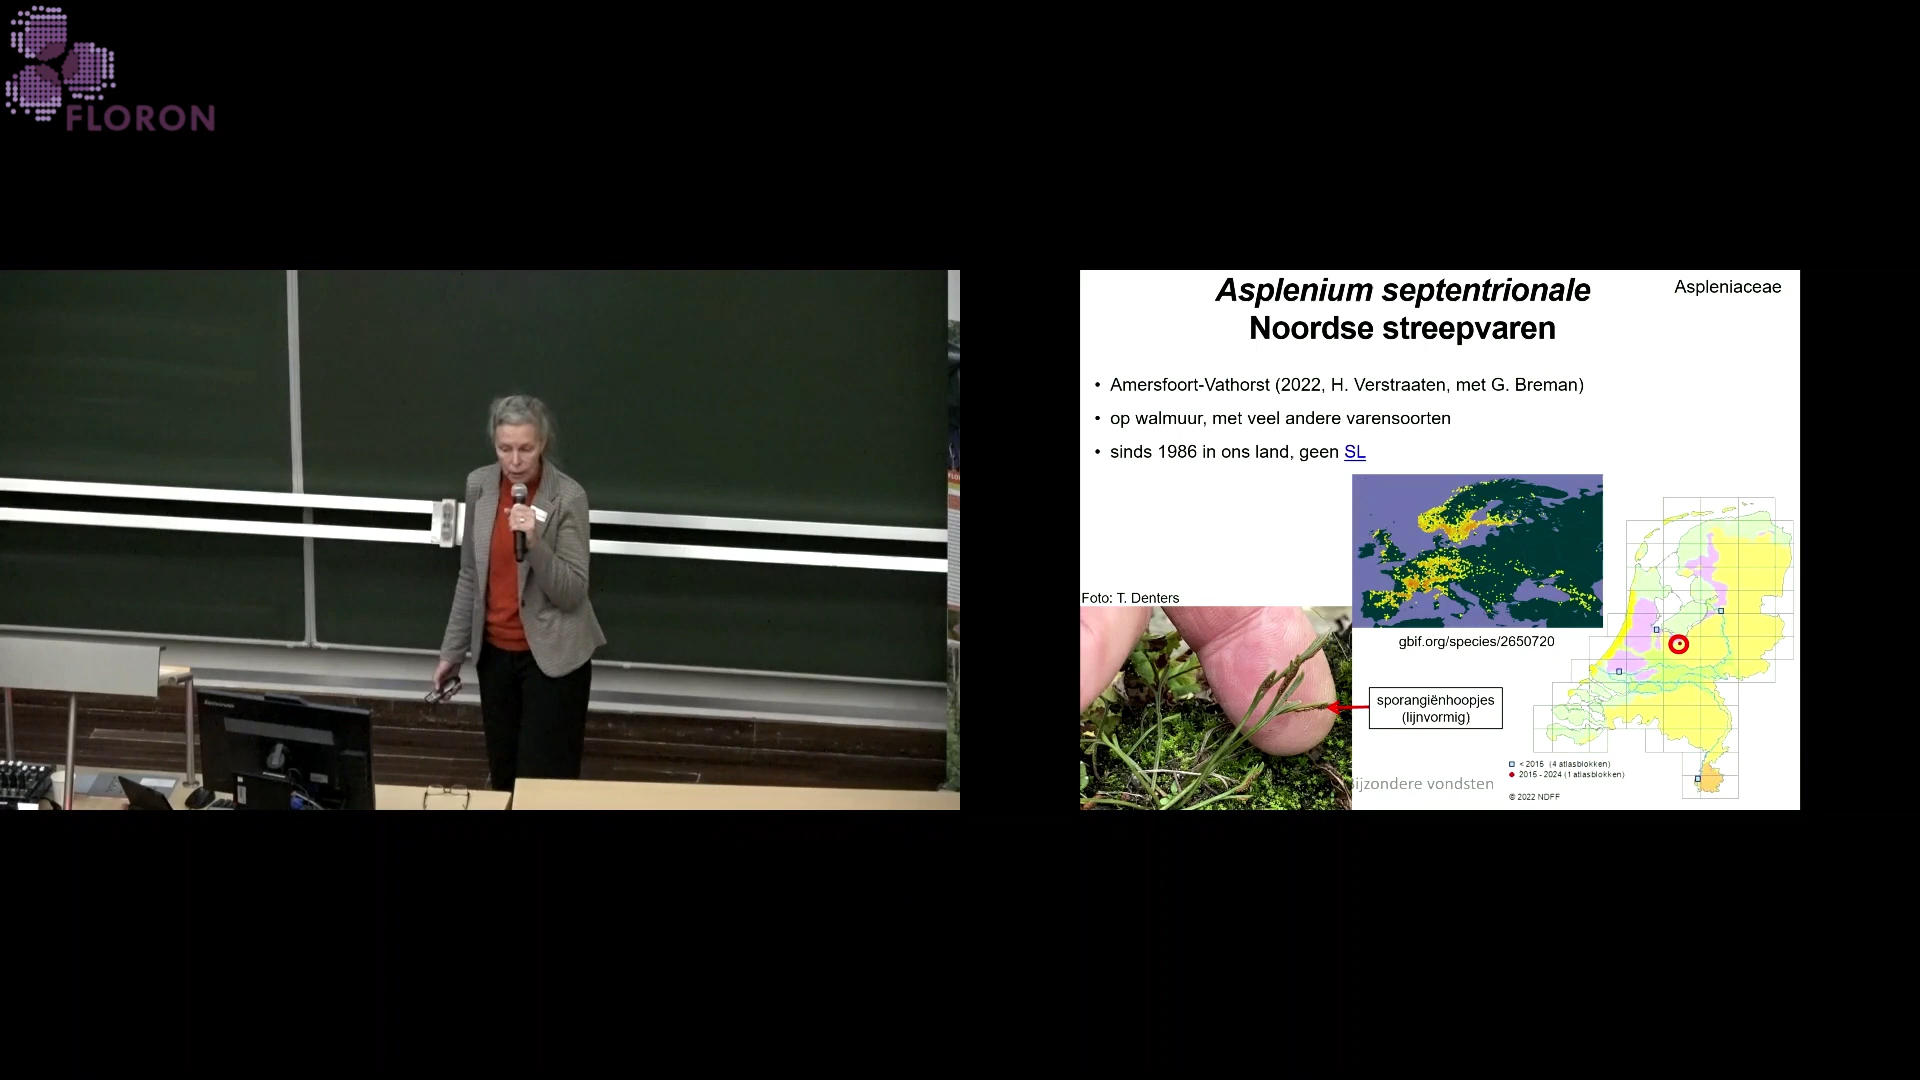 FLORON
Asplenium septentrionale
Aspleniaceae
Noordse streepvaren
• Amersfoort-Vathorst (2022, H. Verstraaten, met G. Breman)
• op walmuur, met veel andere varensoorten
• sinds 1986 in ons land, geen SL
Foto: T. Denters
gbif.org/species/2650720
sporangiënhoopjes
(lijnvormig)
< 2015 (4 atlasblokken)
2015 - 2024 (1 atlasblokken)
ijzondere vondsten
© 2022 NDFF
lenovo